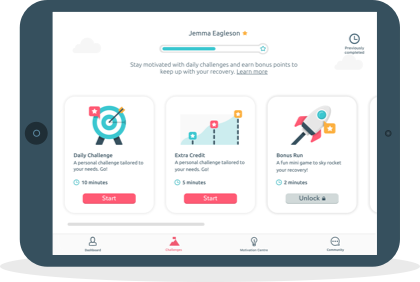 Jemma Eagleson
Previously
completed
Stay motivated with daily challenges and earn bonus points to
keep up with your recovery. Learn more
Daily Challenge
A personal challenge tailored to
your needs. Go!
10 minutes
Start
Extra Credit
A personal challenge tailored to
your needs. Go!
5 minutes
Start
Bonus Run
A fun mini game to sky rocket
your recovery!
2 minutes
Unlock
Dashboard
Challenges
Motivation Centre
Community